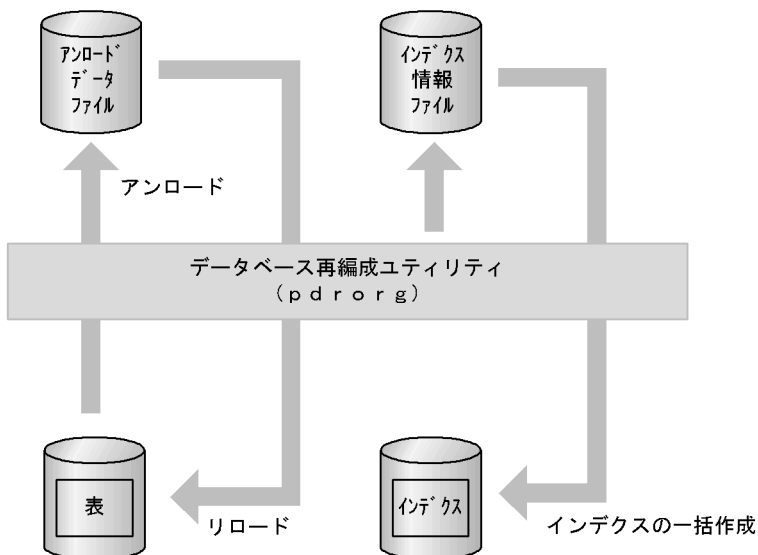 ｱﾝﾛｰﾄﾞ
ﾃﾞｰﾀ
ﾌｧｲﾙ
ｲﾝﾃﾞｸｽ
情報
ﾌｧｲﾙ
アンロード
データベース再編成ユティリティ
（ｐｄｒｏｒｇ）
表
リロード
ｲﾝﾃﾞｸｽ
インデクスの一括作成